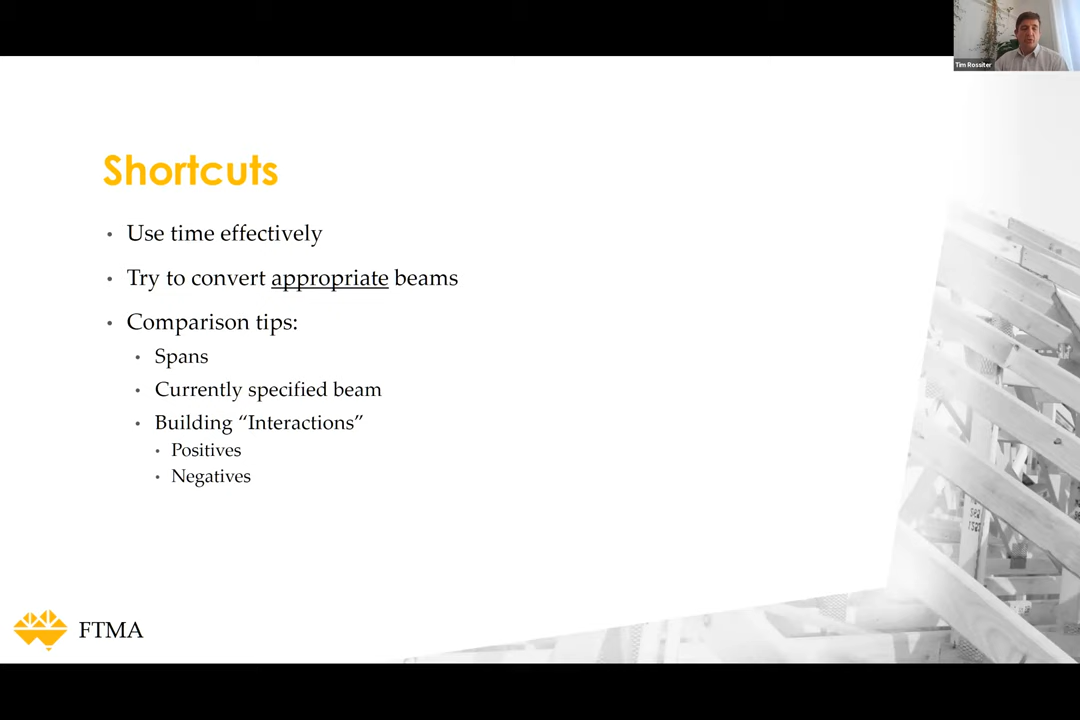 Tim Rossiter
Shortcuts
• Use time effectively
• Try to convert appropriate beams
• Comparison tips:
• Spans
• Currently specified beam
• Building “Interactions”
• Positives
• Negatives
FTMA